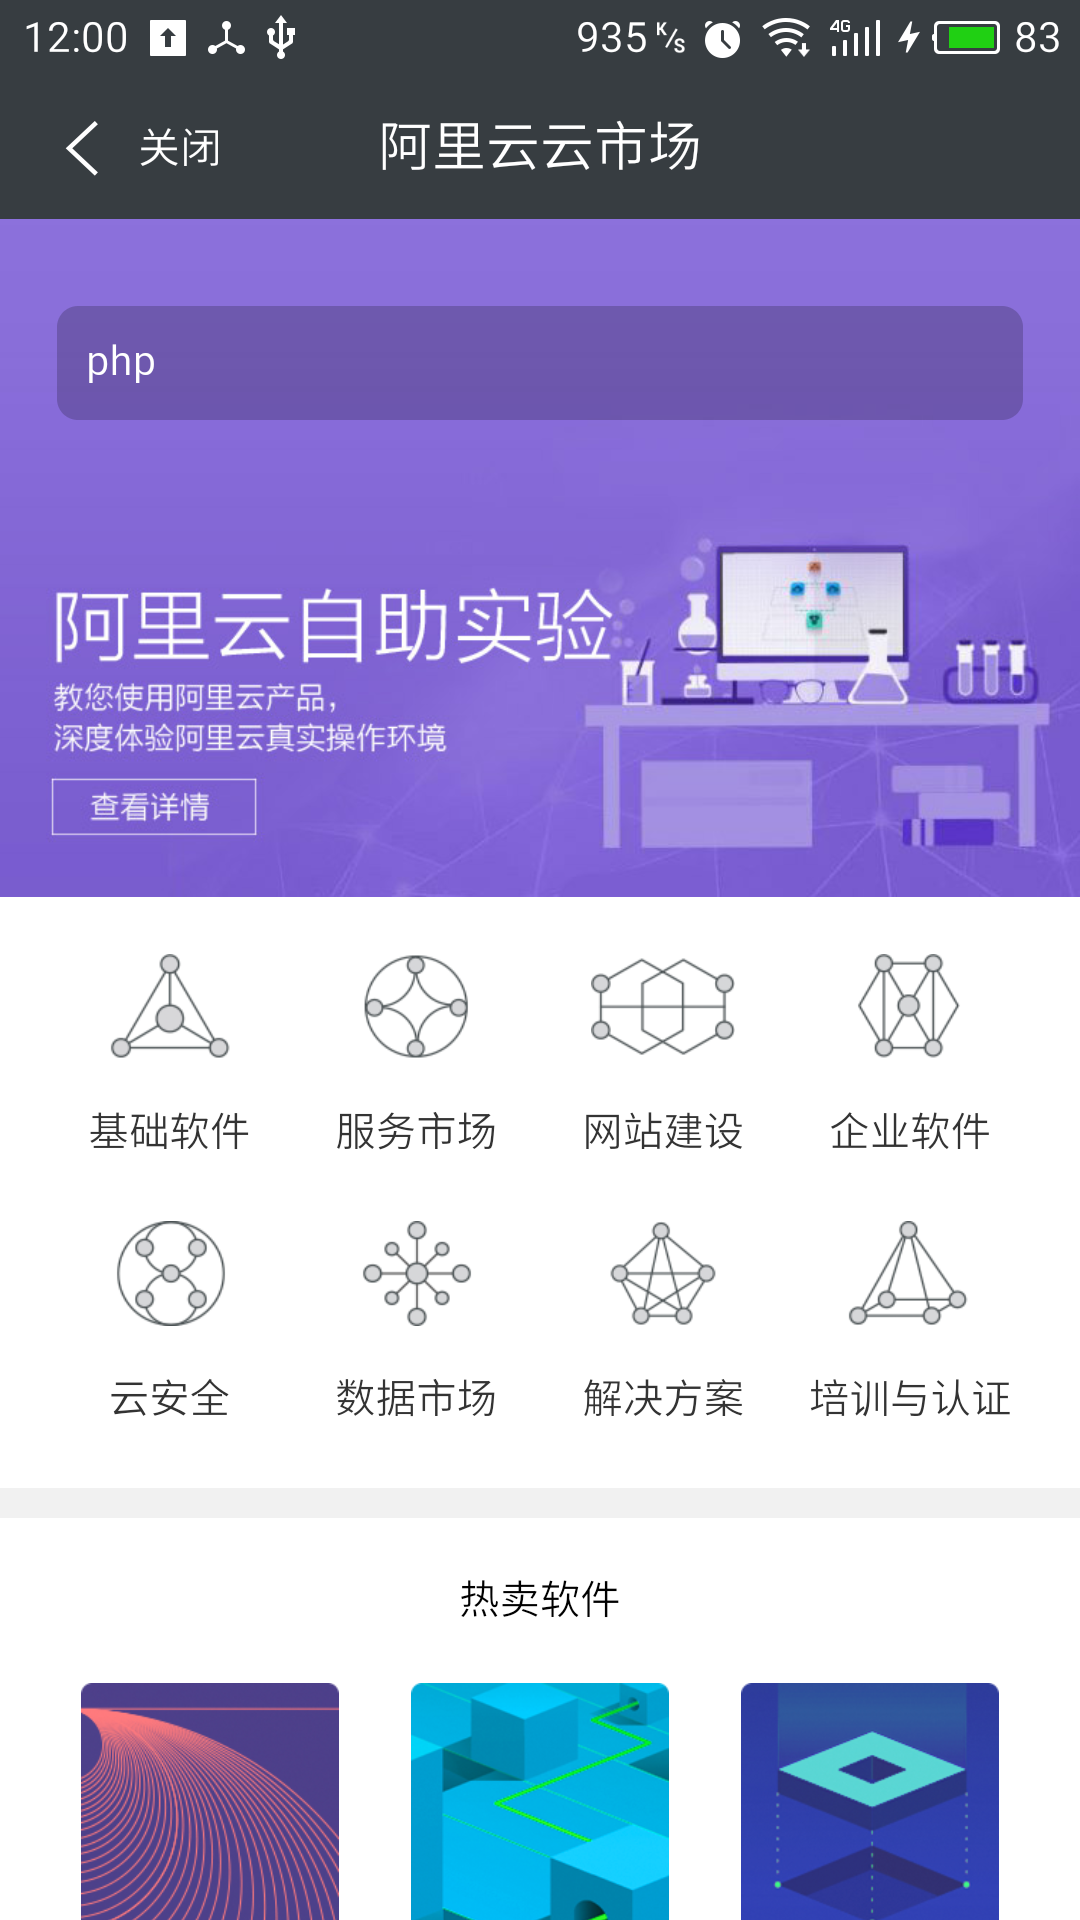 12:00 935 K/s 4G 83
关闭 阿里云云市场
php
阿里云自助实验
教您使用阿里云产品，
深度体验阿里云真实操作环境
查看详情
基础软件 服务市场 网站建设 企业软件
云安全 数据市场 解决方案 培训与认证
热卖软件